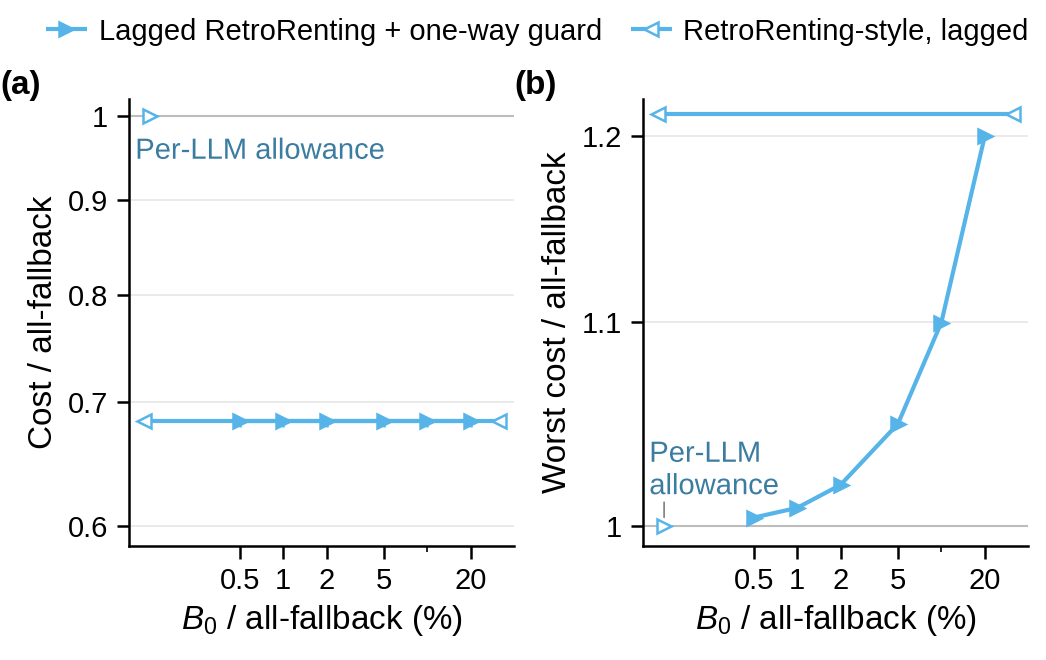 Lagged RetroRenting + one-way guard
RetroRenting-style, lagged
(a)
Cost / all-fallback
1
0.9
0.8
0.7
0.6
Per-LLM allowance
0.5 1 2 5 20
B0 / all-fallback (%)
(b)
Worst cost / all-fallback
1.2
1.1
1
Per-LLM
allowance
0.5 1 2 5 20
B0 / all-fallback (%)